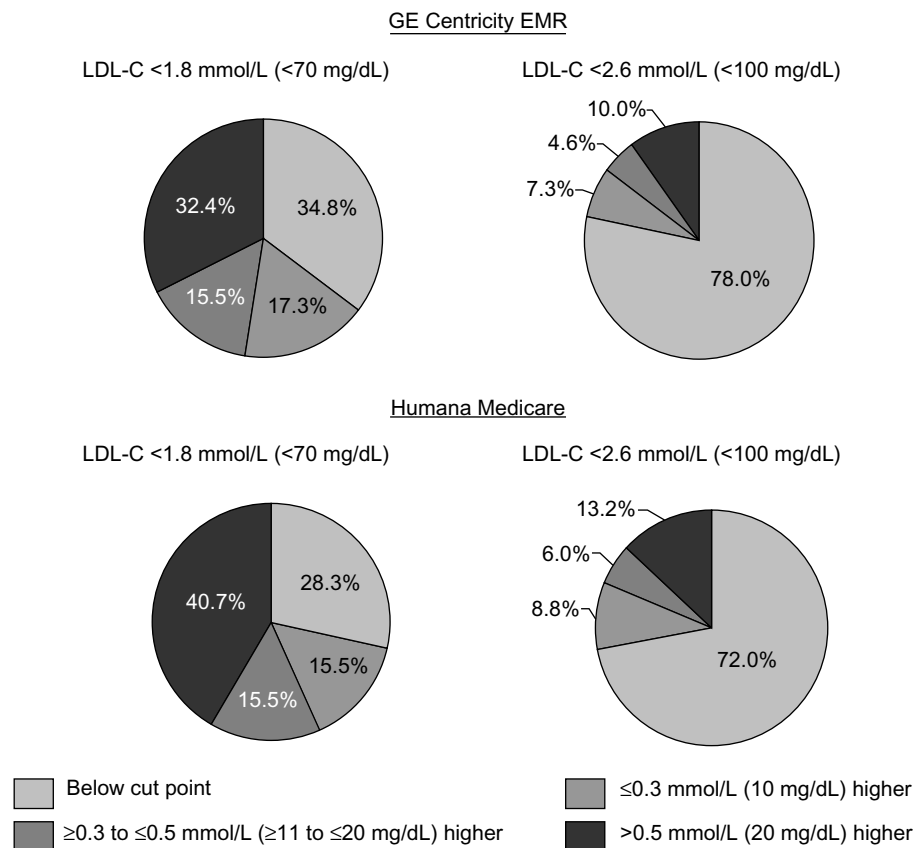 GE Centricity EMR
LDL-C <1.8 mmol/L (<70 mg/dL)
LDL-C <2.6 mmol/L (<100 mg/dL)
32.4%
34.8%
15.5%
17.3%
10.0%
4.6%
7.3%
78.0%
Humana Medicare
LDL-C <1.8 mmol/L (<70 mg/dL)
LDL-C <2.6 mmol/L (<100 mg/dL)
40.7%
28.3%
15.5%
15.5%
13.2%
6.0%
8.8%
72.0%
Below cut point
≤0.3 mmol/L (10 mg/dL) higher
≥0.3 to ≤0.5 mmol/L (≥11 to ≤20 mg/dL) higher
>0.5 mmol/L (20 mg/dL) higher